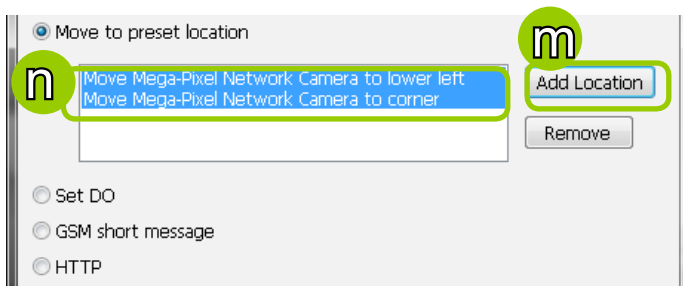 Move to preset location
m
n
Move Mega-Pixel Network Camera to lower left
Add Location
Move Mega-Pixel Network Camera to corner
Remove
Set DO
GSM short message
HTTP